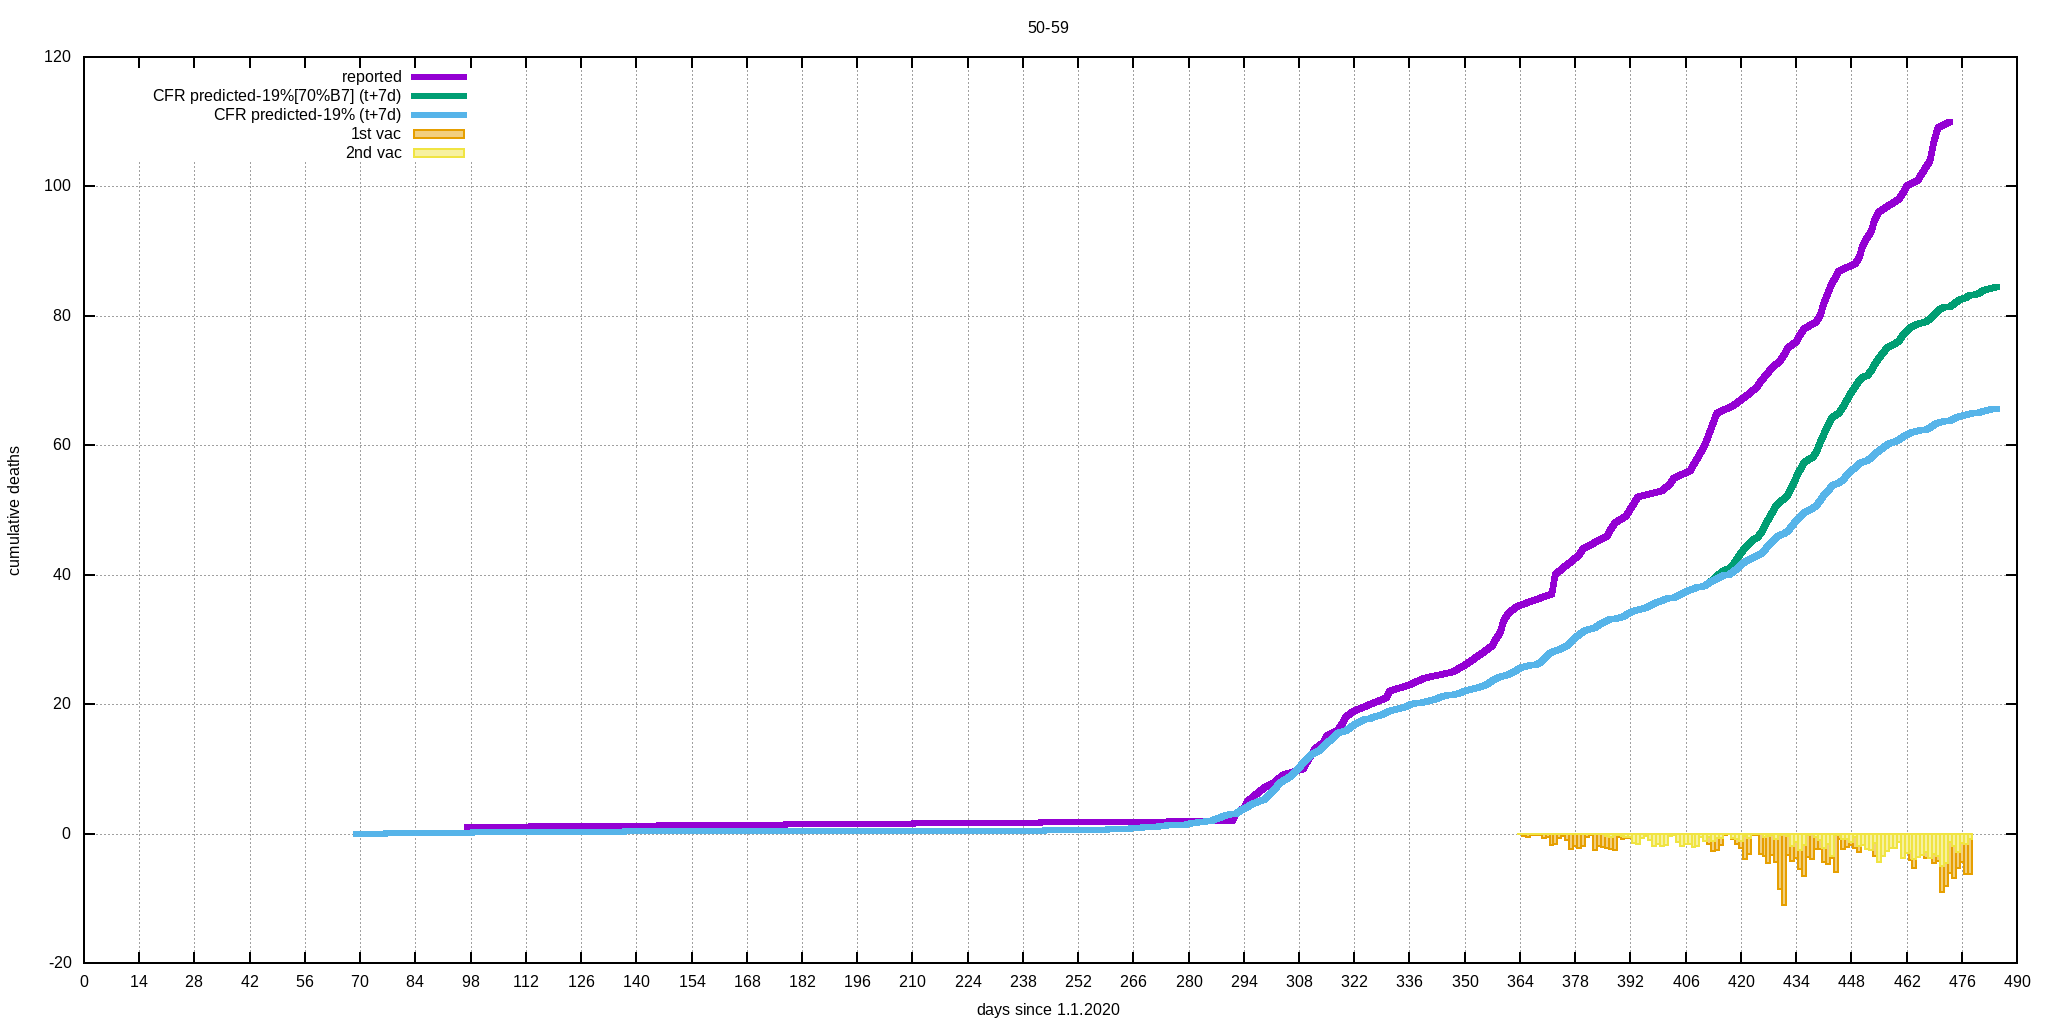 50-59
120
100
80
60
40
20
0
-20
cumulative deaths
reported
CFR predicted-19%[70%B7] (t+7d)
CFR predicted-19% (t+7d)
1st vac
2nd vac
0 14 28 42 56 70 84 98 112 126 140 154 168 182 196 210 224 238 252 266 280 294 308 322 336 350 364 378 392 406 420 434 448 462 476 490
days since 1.1.2020